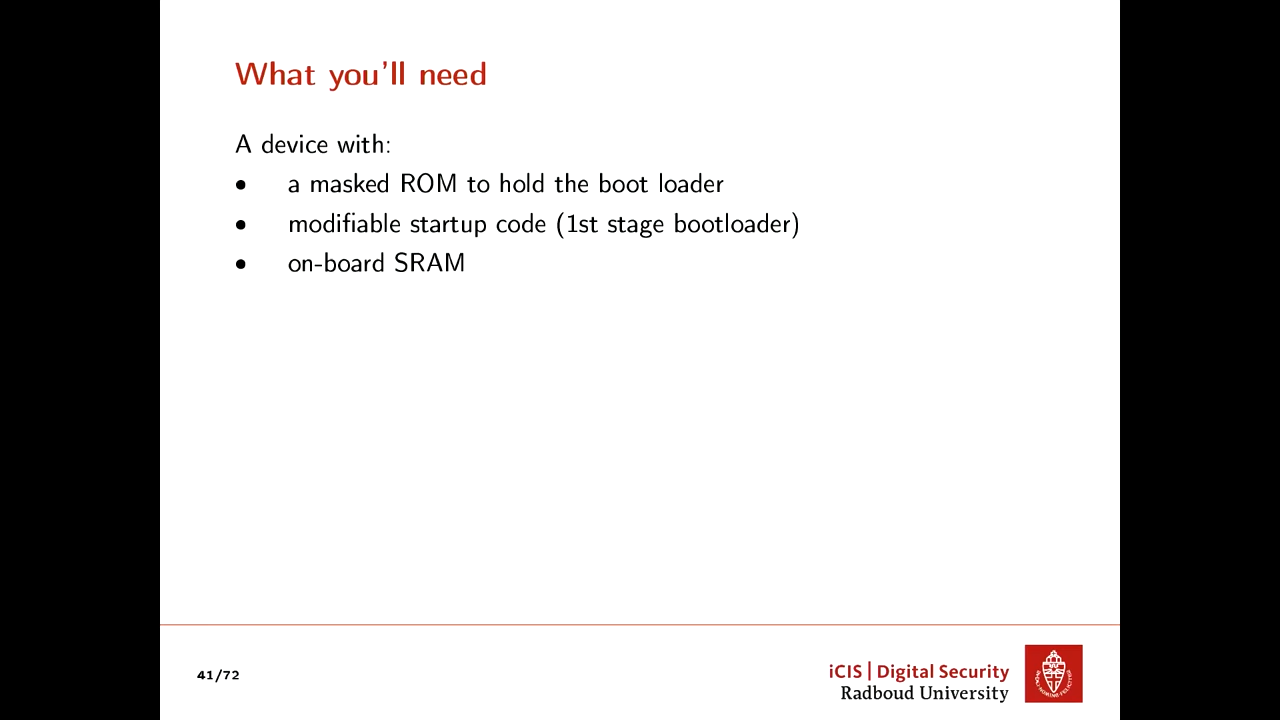 What you'll need
A device with:
• a masked ROM to hold the boot loader
• modifiable startup code (1st stage bootloader)
• on-board SRAM
41/72
iCIS | Digital Security
Radboud University